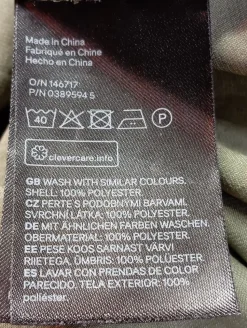 Made in China
Fabriqué en Chine
Hecho en China
O/N 146717
P/N 0389594 5
40 P
clevercare.info
GB WASH WITH SIMILAR COLOURS.
SHELL: 100% POLYESTER
CZ PERTE S PODOBNÝMI BARVAMI.
SVRCHNÍ LÁTKA: 100% POLYESTER.
DE MIT ÄHNLICHEN FARBEN WASCHEN.
OBERMATERIAL: 100% POLYESTER.
EE PESE KOOS SARNAST VÄRVI
RIIETEGA, ÜMBRIS: 100% POLÜESTER.
ES LAVAR CON PRENDAS DE COLOR
PARECIDO. TELA EXTERIOR: 100%
poliéster.